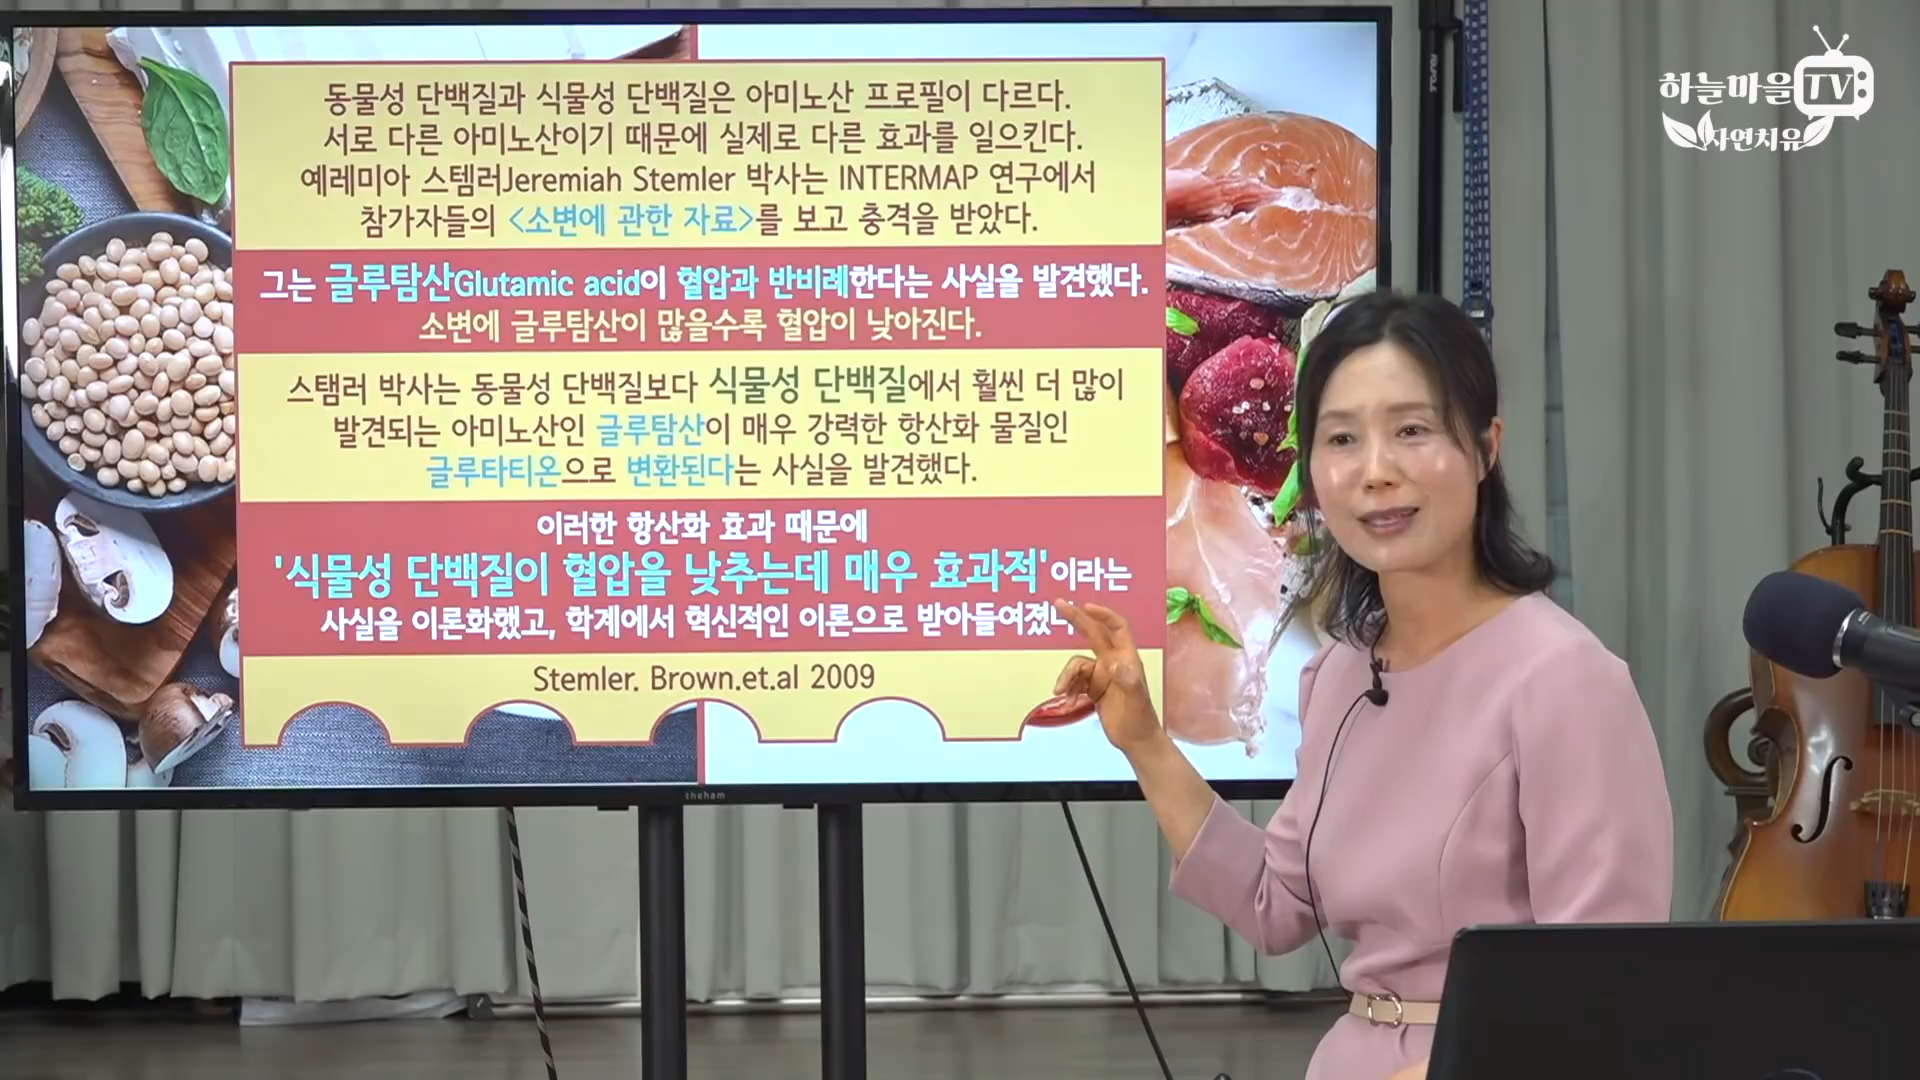 동물성 단백질과 식물성 단백질은 아미노산 프로필이 다르다.
서로 다른 아미노산이기 때문에 실제로 다른 효과를 일으킨다.
예레미아 스템러Jeremiah Stemler 박사는 INTERMAP 연구에서
참가자들의 <소변에 관한 자료>를 보고 충격을 받았다.
그는 글루탐산Glutamic acid이 혈압과 반비례한다는 사실을 발견했다.
소변에 글루탐산이 많을수록 혈압이 낮아진다.
스탬러 박사는 동물성 단백질보다 식물성 단백질에서 훨씬 더 많이
발견되는 아미노산인 글루탐산이 매우 강력한 항산화 물질인
글루타티온으로 변환된다는 사실을 발견했다.
이러한 항산화 효과 때문에
'식물성 단백질이 혈압을 낮추는데 매우 효과적'이라는
사실을 이론화했고, 학계에서 혁신적인 이론으로
Stemler. Brown.et.al 2009
하늘마을TV
자연치유
theham